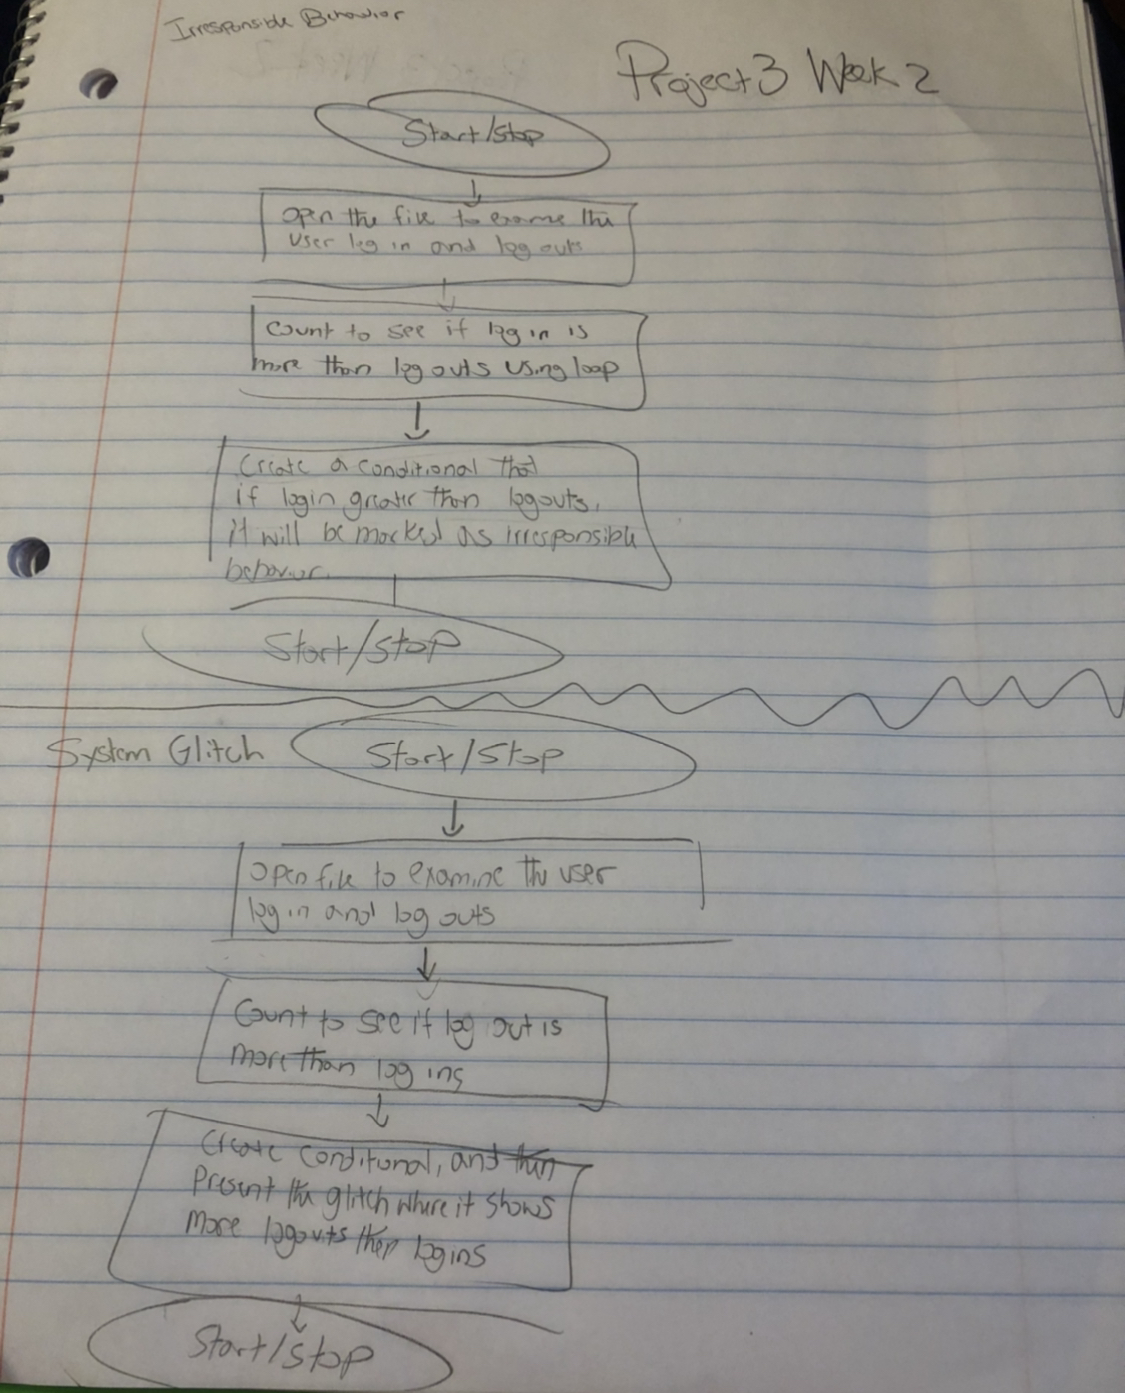 Irresponsible Behavior
Project 3 Week 2
Start/Stop
Open the file to exame the
user log in and log outs
Count to see if log in is
more than log outs using loop
Create a conditional that
if login greater than logouts,
it will be marked as irresponsible
behavior.
Start/Stop
System Glitch
Start/Stop
Open file to examine the user
log in and log outs
Count to see if log out is
more than log ins
Create conditional, and then
Present the glitch where it shows
more logouts then logins
Start/Stop